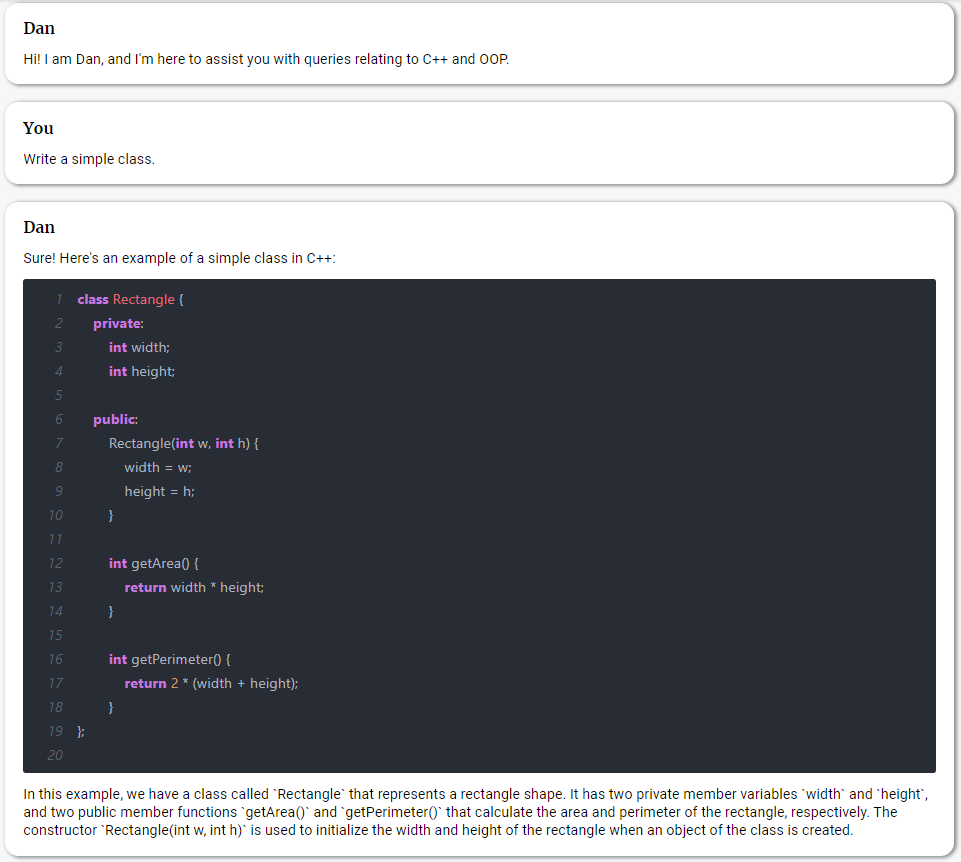 Dan
Hi! I am Dan, and I'm here to assist you with queries relating to C++ and OOP.
You
Write a simple class.
Dan
Sure! Here's an example of a simple class in C++:
1 class Rectangle {
2     private:
3         int width;
4         int height;
5
6     public:
7         Rectangle(int w, int h) {
8             width = w;
9             height = h;
10         }
11
12         int getArea() {
13             return width * height;
14         }
15
16         int getPerimeter() {
17             return 2 * (width + height);
18         }
19 };
20
In this example, we have a class called `Rectangle` that represents a rectangle shape. It has two private member variables `width` and `height`,
and two public member functions `getArea()` and `getPerimeter()` that calculate the area and perimeter of the rectangle, respectively. The
constructor `Rectangle(int w, int h)` is used to initialize the width and height of the rectangle when an object of the class is created.